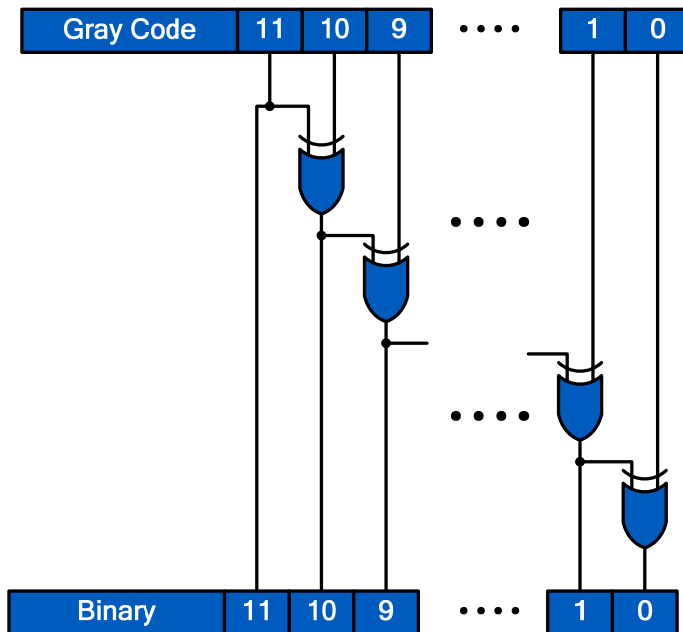 Gray Code 11 10 9 •••• 1 0
Binary 11 10 9 •••• 1 0